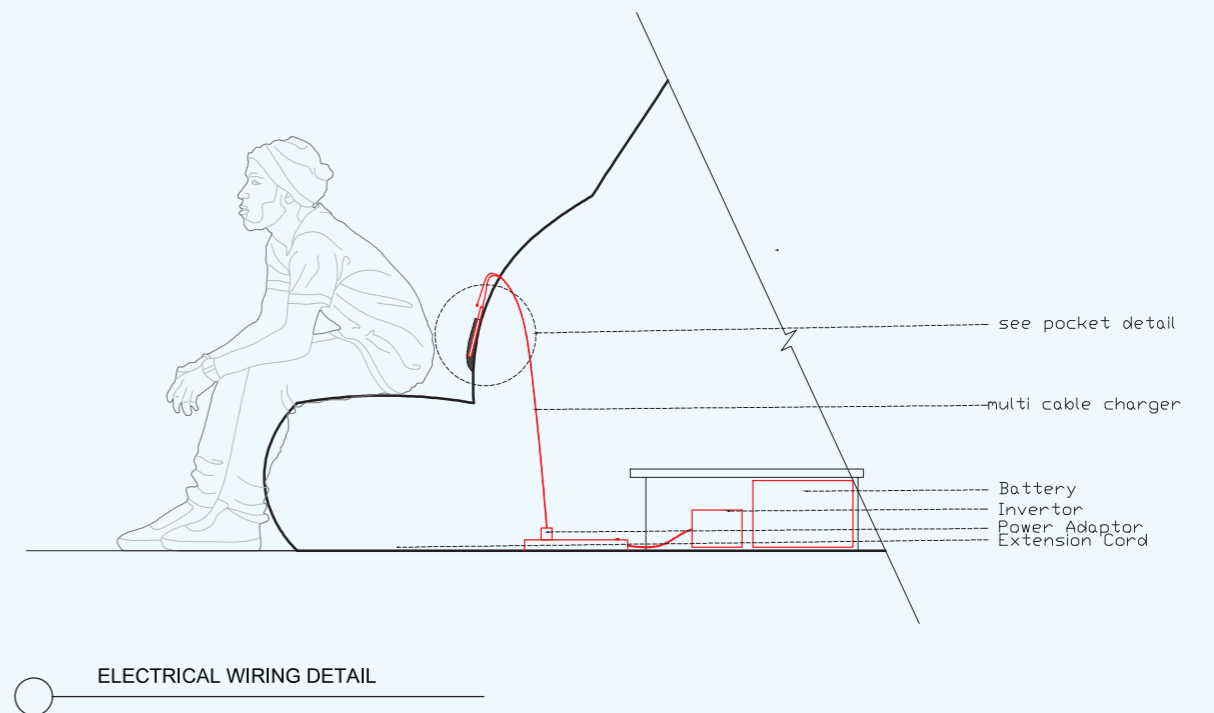 see pocket detail
multi cable charger
Battery
Invertor
Power Adaptor
Extension Cord
ELECTRICAL WIRING DETAIL